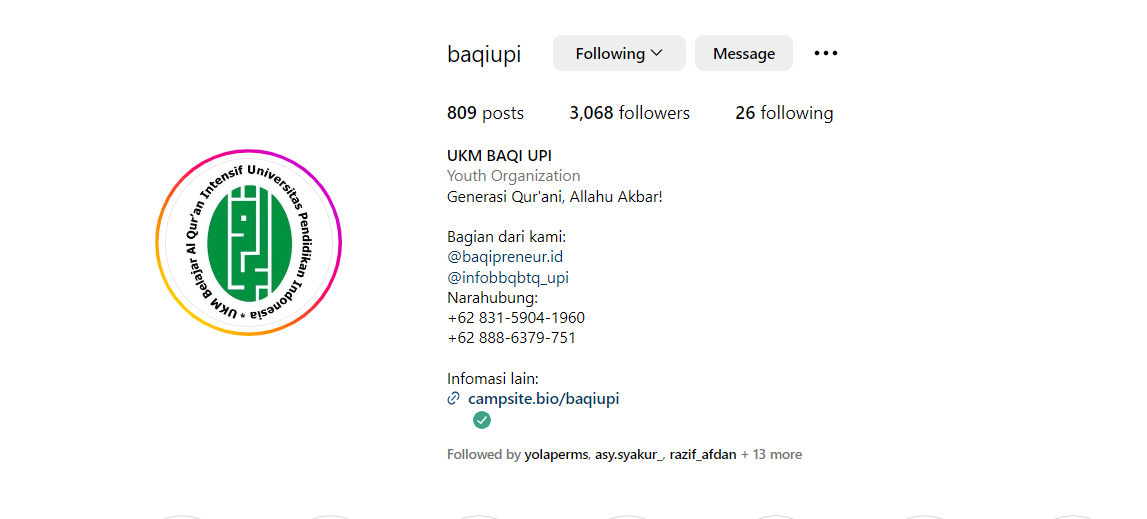 baqiupi Following Message
809 posts 3,068 followers 26 following
UKM BAQI UPI
Youth Organization
Generasi Qur'ani, Allahu Akbar!
Bagian dari kami:
@baqipreneur.id
@infobbqbtq_upi
Narahubung:
+62 831-5904-1960
+62 888-6379-751
Infomasi lain:
campsite.bio/baqiupi
Followed by yolaperms, asy.syakur_, razif_afdan + 13 more
UKM Belajar Al Qur'an Intensif Universitas Pendidikan Indonesia *